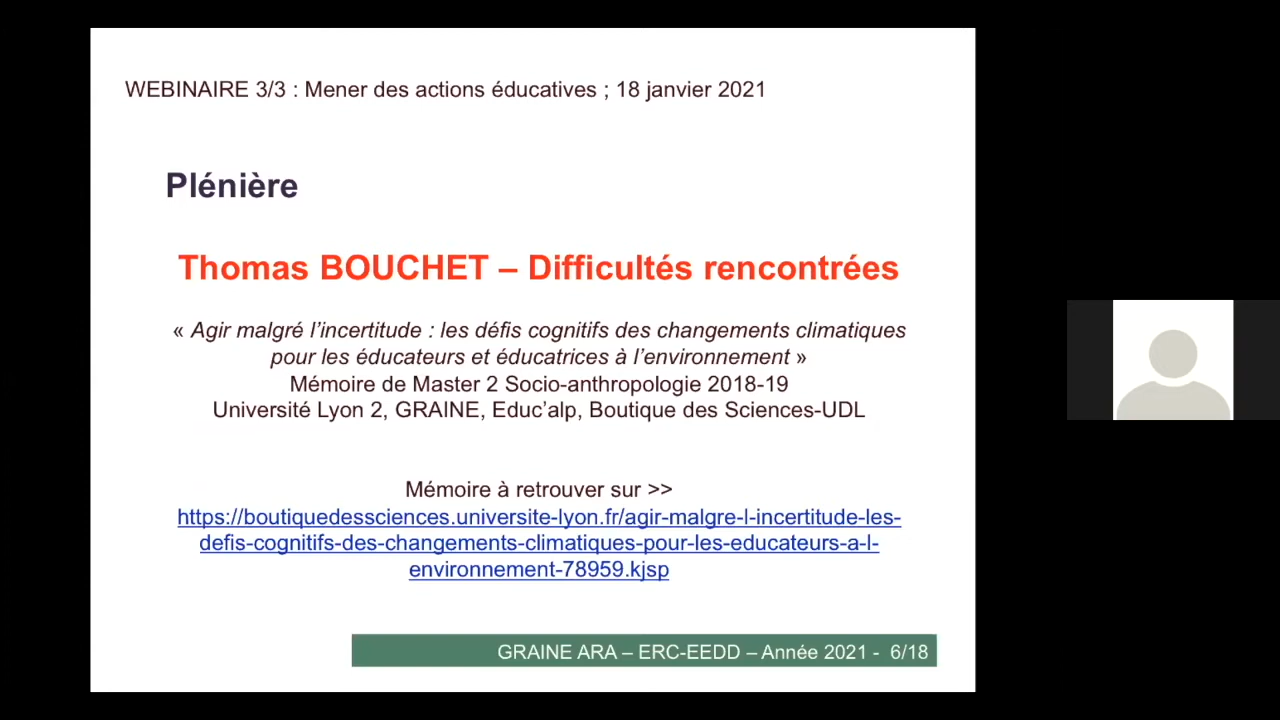 WEBINAIRE 3/3 : Mener des actions éducatives ; 18 janvier 2021
Plénière
Thomas BOUCHET – Difficultés rencontrées
« Agir malgré l’incertitude : les défis cognitifs des changements climatiques
pour les éducateurs et éducatrices à l’environnement »
Mémoire de Master 2 Socio-anthropologie 2018-19
Université Lyon 2, GRAINE, Educ’alp, Boutique des Sciences-UDL
Mémoire à retrouver sur >>
https://boutiquedessciences.universite-lyon.fr/agir-malgre-l-incertitude-les-
defis-cognitifs-des-changements-climatiques-pour-les-educateurs-a-l-
environnement-78959.kjsp
GRAINE ARA – ERC-EEDD – Année 2021 - 6/18